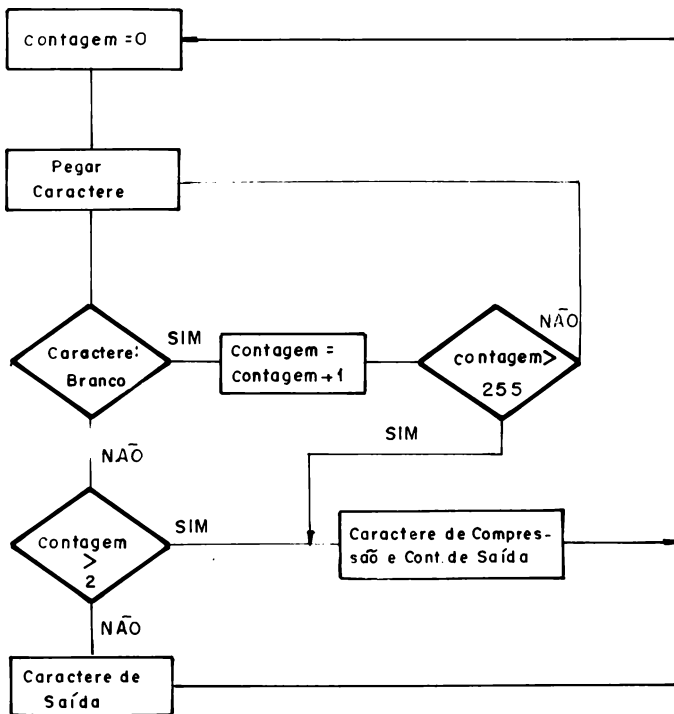 Contagem =0
Pegar
Caractere
Caractere:
Branco
SIM
Contagem =
Contagem+1
contagem>
255
NÃO
SIM
NÃO
Contagem
>
2
SIM
Caractere de Compres-
são e Cont. de Saída
NÃO
Caractere de
Saída